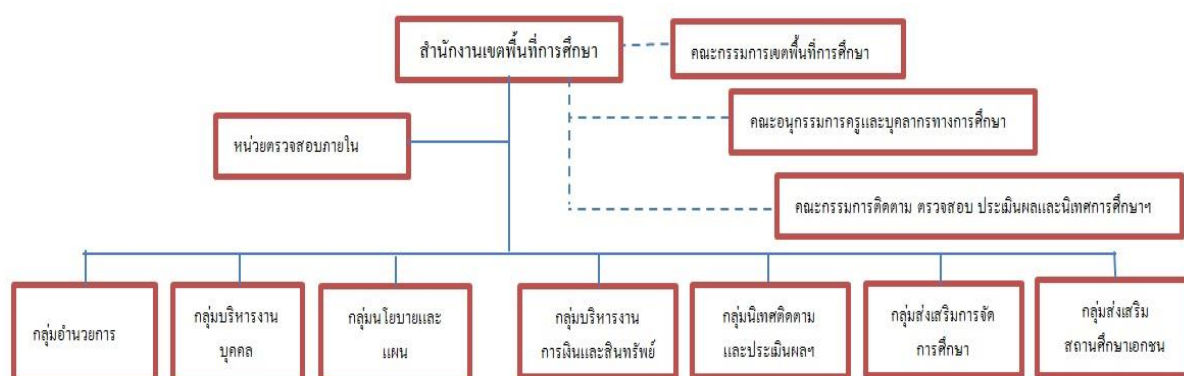 สำนักงานเขตพื้นที่การศึกษา
คณะกรรมการเขตพื้นที่การศึกษา
คณะอนุกรรมการครูและบุคลากรทางการศึกษา
หน่วยตรวจสอบภายใน
คณะกรรมการติดตาม ตรวจสอบ ประเมินผลและนิเทศการศึกษาฯ
กลุ่มอำนวยการ
กลุ่มบริหารงาน
บุคคล
กลุ่มนโยบายและ
แผน
กลุ่มบริหารงาน
การเงินและสินทรัพย์
กลุ่มนิเทศติดตาม
และประเมินผลฯ
กลุ่มส่งเสริมการจัด
การศึกษา
กลุ่มส่งเสริม
สถานศึกษาเอกชน